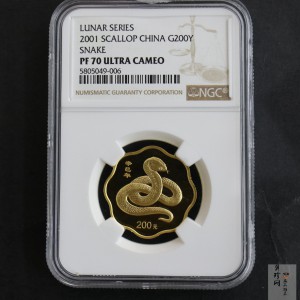 LUNAR SERIES
2001 SCALLOP CHINA G200Y
SNAKE
PF 70 ULTRA CAMEO
5805049-006
NUMISMATIC GUARANTY CORPORATION
NGC
辛巳年
200元